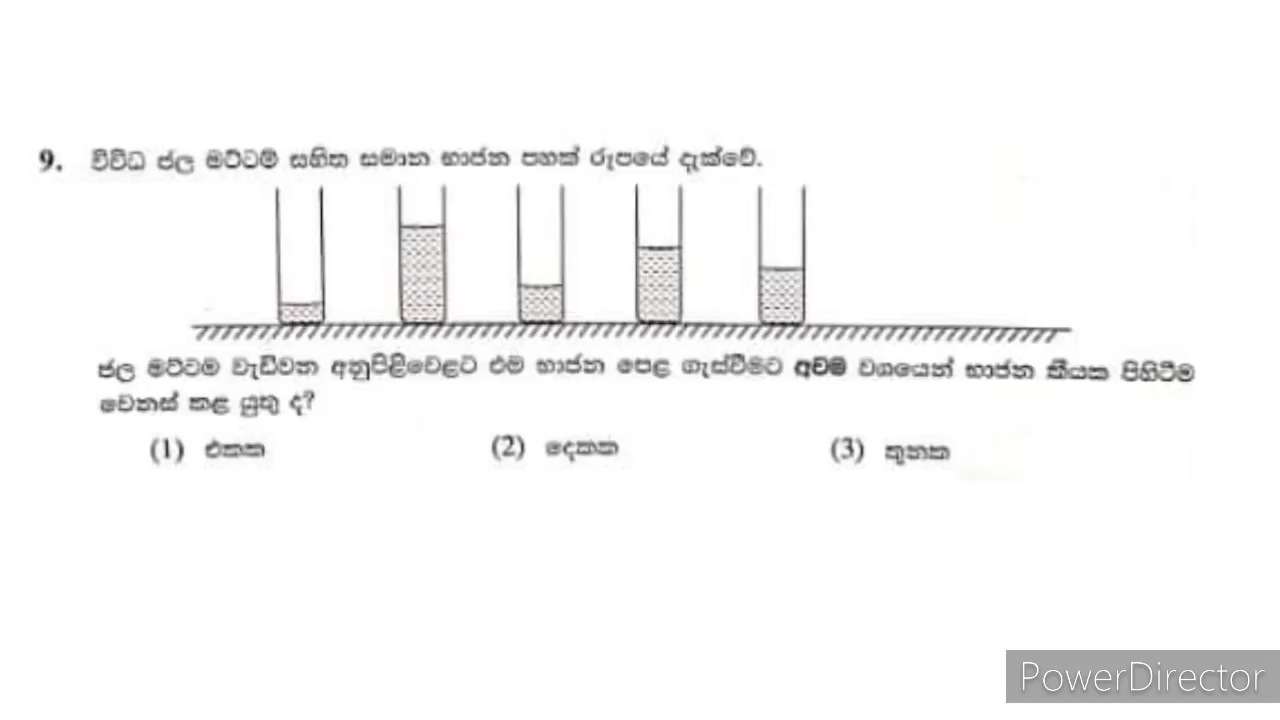 9. විවිධ ජල මට්ටම් සහිත සමාන භාජන පහක් රූපයේ දැක්වේ.
ජල මට්ටම වැඩිවන අනුපිළිවෙළට එම භාජන පෙළ ගැස්වීමට අවම වශයෙන් භාජන කීයක පිහිටීම
වෙනස් කළ යුතු ද?
(1) එකක (2) දෙකක (3) තුනක
PowerDirector